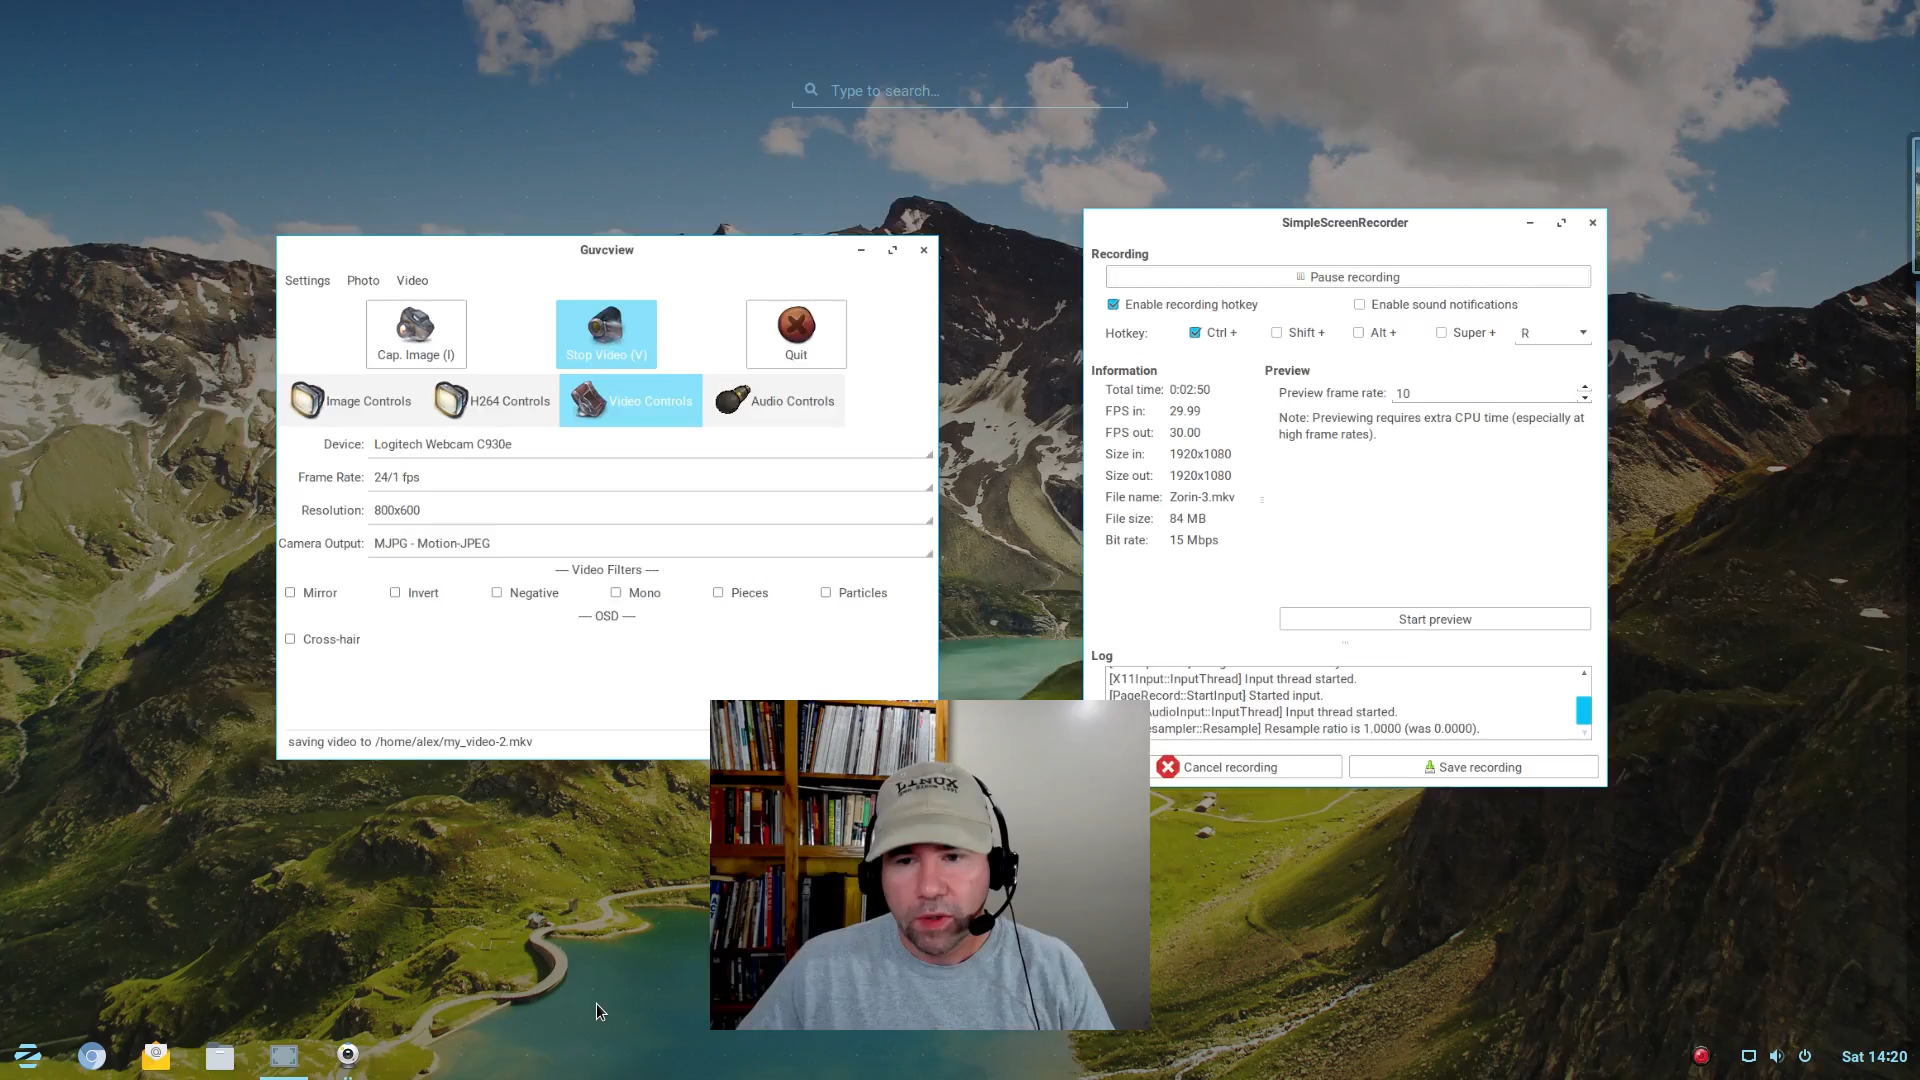 Type to search...
Guvcview
Settings Photo Video
Cap. Image (I) Stop Video (V) Quit
Image Controls H264 Controls Video Controls Audio Controls
Device: Logitech Webcam C930e
Frame Rate: 24/1 fps
Resolution: 800x600
Camera Output: MJPG - Motion-JPEG
--- Video Filters ---
Mirror Invert Negative Mono Pieces Particles
--- OSD ---
Cross-hair
saving video to /home/alex/my_video-2.mkv
SimpleScreenRecorder
Recording
Pause recording
Enable recording hotkey Enable sound notifications
Hotkey: Ctrl + Shift + Alt + Super + R
Information
Total time: 0:02:50
FPS in: 29.99
FPS out: 30.00
Size in: 1920x1080
Size out: 1920x1080
File name: Zorin-3.mkv
File size: 84 MB
Bit rate: 15 Mbps
Preview
Preview frame rate: 10
Note: Previewing requires extra CPU time (especially at
high frame rates).
Start preview
Log
[X11Input::InputThread] Input thread started.
[PageRecord::StartInput] Started input.
AudioInput::InputThread] Input thread started.
esampler::Resample] Resample ratio is 1.0000 (was 0.0000).
Cancel recording Save recording
LINUX
Sat 14:20